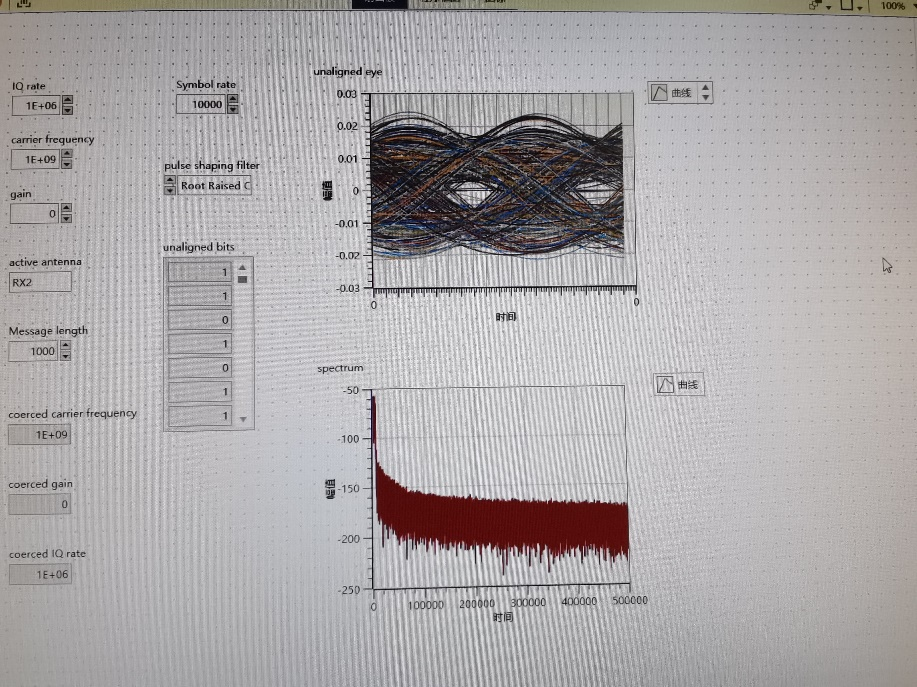 100%
IQ rate
1E+06
carrier frequency
1E+09
gain
0
active antenna
RX2
Message length
1000
coerced carrier frequency
1E+09
coerced gain
0
coerced IQ rate
1E+06
Symbol rate
10000
pulse shaping filter
Root Raised C
unaligned bits
1
1
0
1
0
1
1
unaligned eye
曲线
0.03
0.02
0.01
0
-0.01
-0.02
-0.03
幅值
0
0
时间
spectrum
曲线
-50
-100
-150
-200
-250
幅值
0
100000
200000
300000
400000
500000
时间